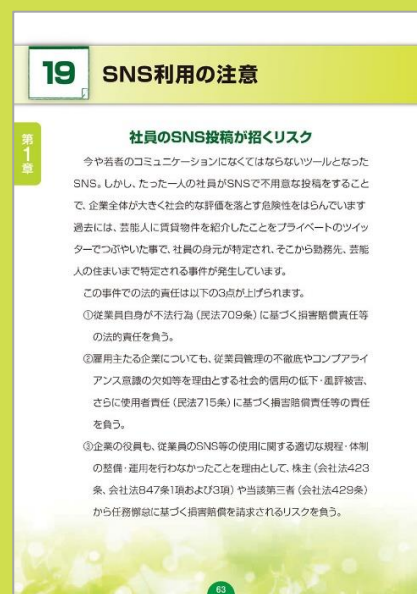 19 SNS利用の注意
第1章
社員のSNS投稿が招くリスク
今や若者のコミュニケーションになくてはならないツールとなった
SNS。しかし、たった一人の社員がSNSで不用意な投稿をすること
で、企業全体が大きく社会的な評価を落とす危険性をはらんでいます
過去には、芸能人に賃貸物件を紹介したことをプライベートのツイッ
ターでつぶやいた事で、社員の身元が特定され、そこから勤務先、芸能
人の住まいまで特定される事件が発生しています。
この事件での法的責任は以下の3点が上げられます。
①従業員自身が不法行為（民法709条）に基づく損害賠償責任等
の法的責任を負う。
②雇用主たる企業についても、従業員管理の不徹底やコンプアライ
アンス意識の欠如等を理由とする社会的信用の低下・風評被害、
さらに使用者責任（民法715条）に基づく損害賠償責任等の責任
を負う。
③企業の役員も、従業員のSNS等の使用に関する適切な規程・体制
の整備・運用を行わなかったことを理由として、株主（会社法423
条、会社法847条1項および3項）や当該第三者（会社法429条）
から任務懈怠に基づく損害賠償を請求されるリスクを負う。
63